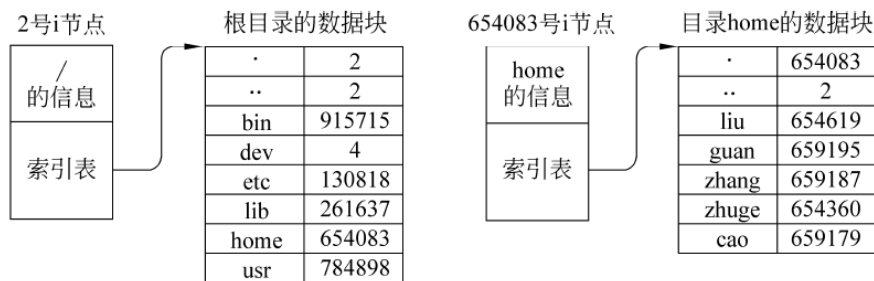 2号i节点
/
的信息
索引表
根目录的数据块
· 2
·· 2
bin 915715
dev 4
etc 130818
lib 261637
home 654083
usr 784898
654083号i节点
home
的信息
索引表
目录home的数据块
· 654083
·· 2
liu 654619
guan 659195
zhang 659187
zhuge 654360
cao 659179